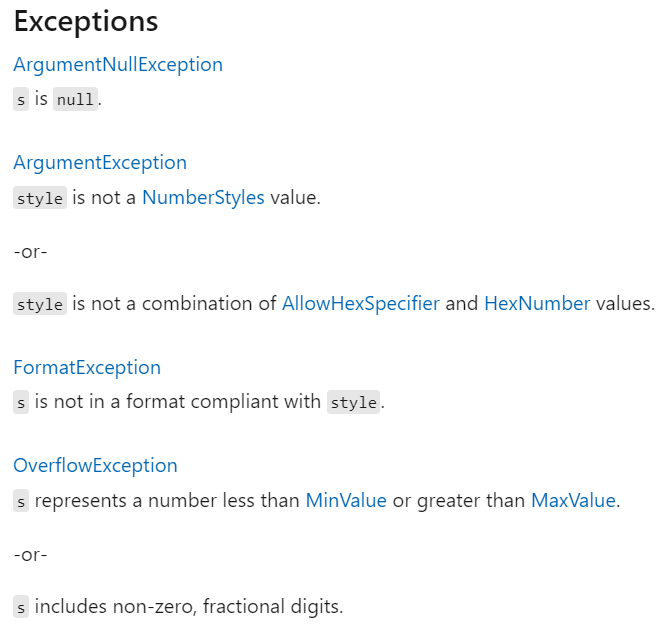 Exceptions
ArgumentNullException
s is null.
ArgumentException
style is not a NumberStyles value.
-or-
style is not a combination of AllowHexSpecifier and HexNumber values.
FormatException
s is not in a format compliant with style.
OverflowException
s represents a number less than MinValue or greater than MaxValue.
-or-
s includes non-zero, fractional digits.